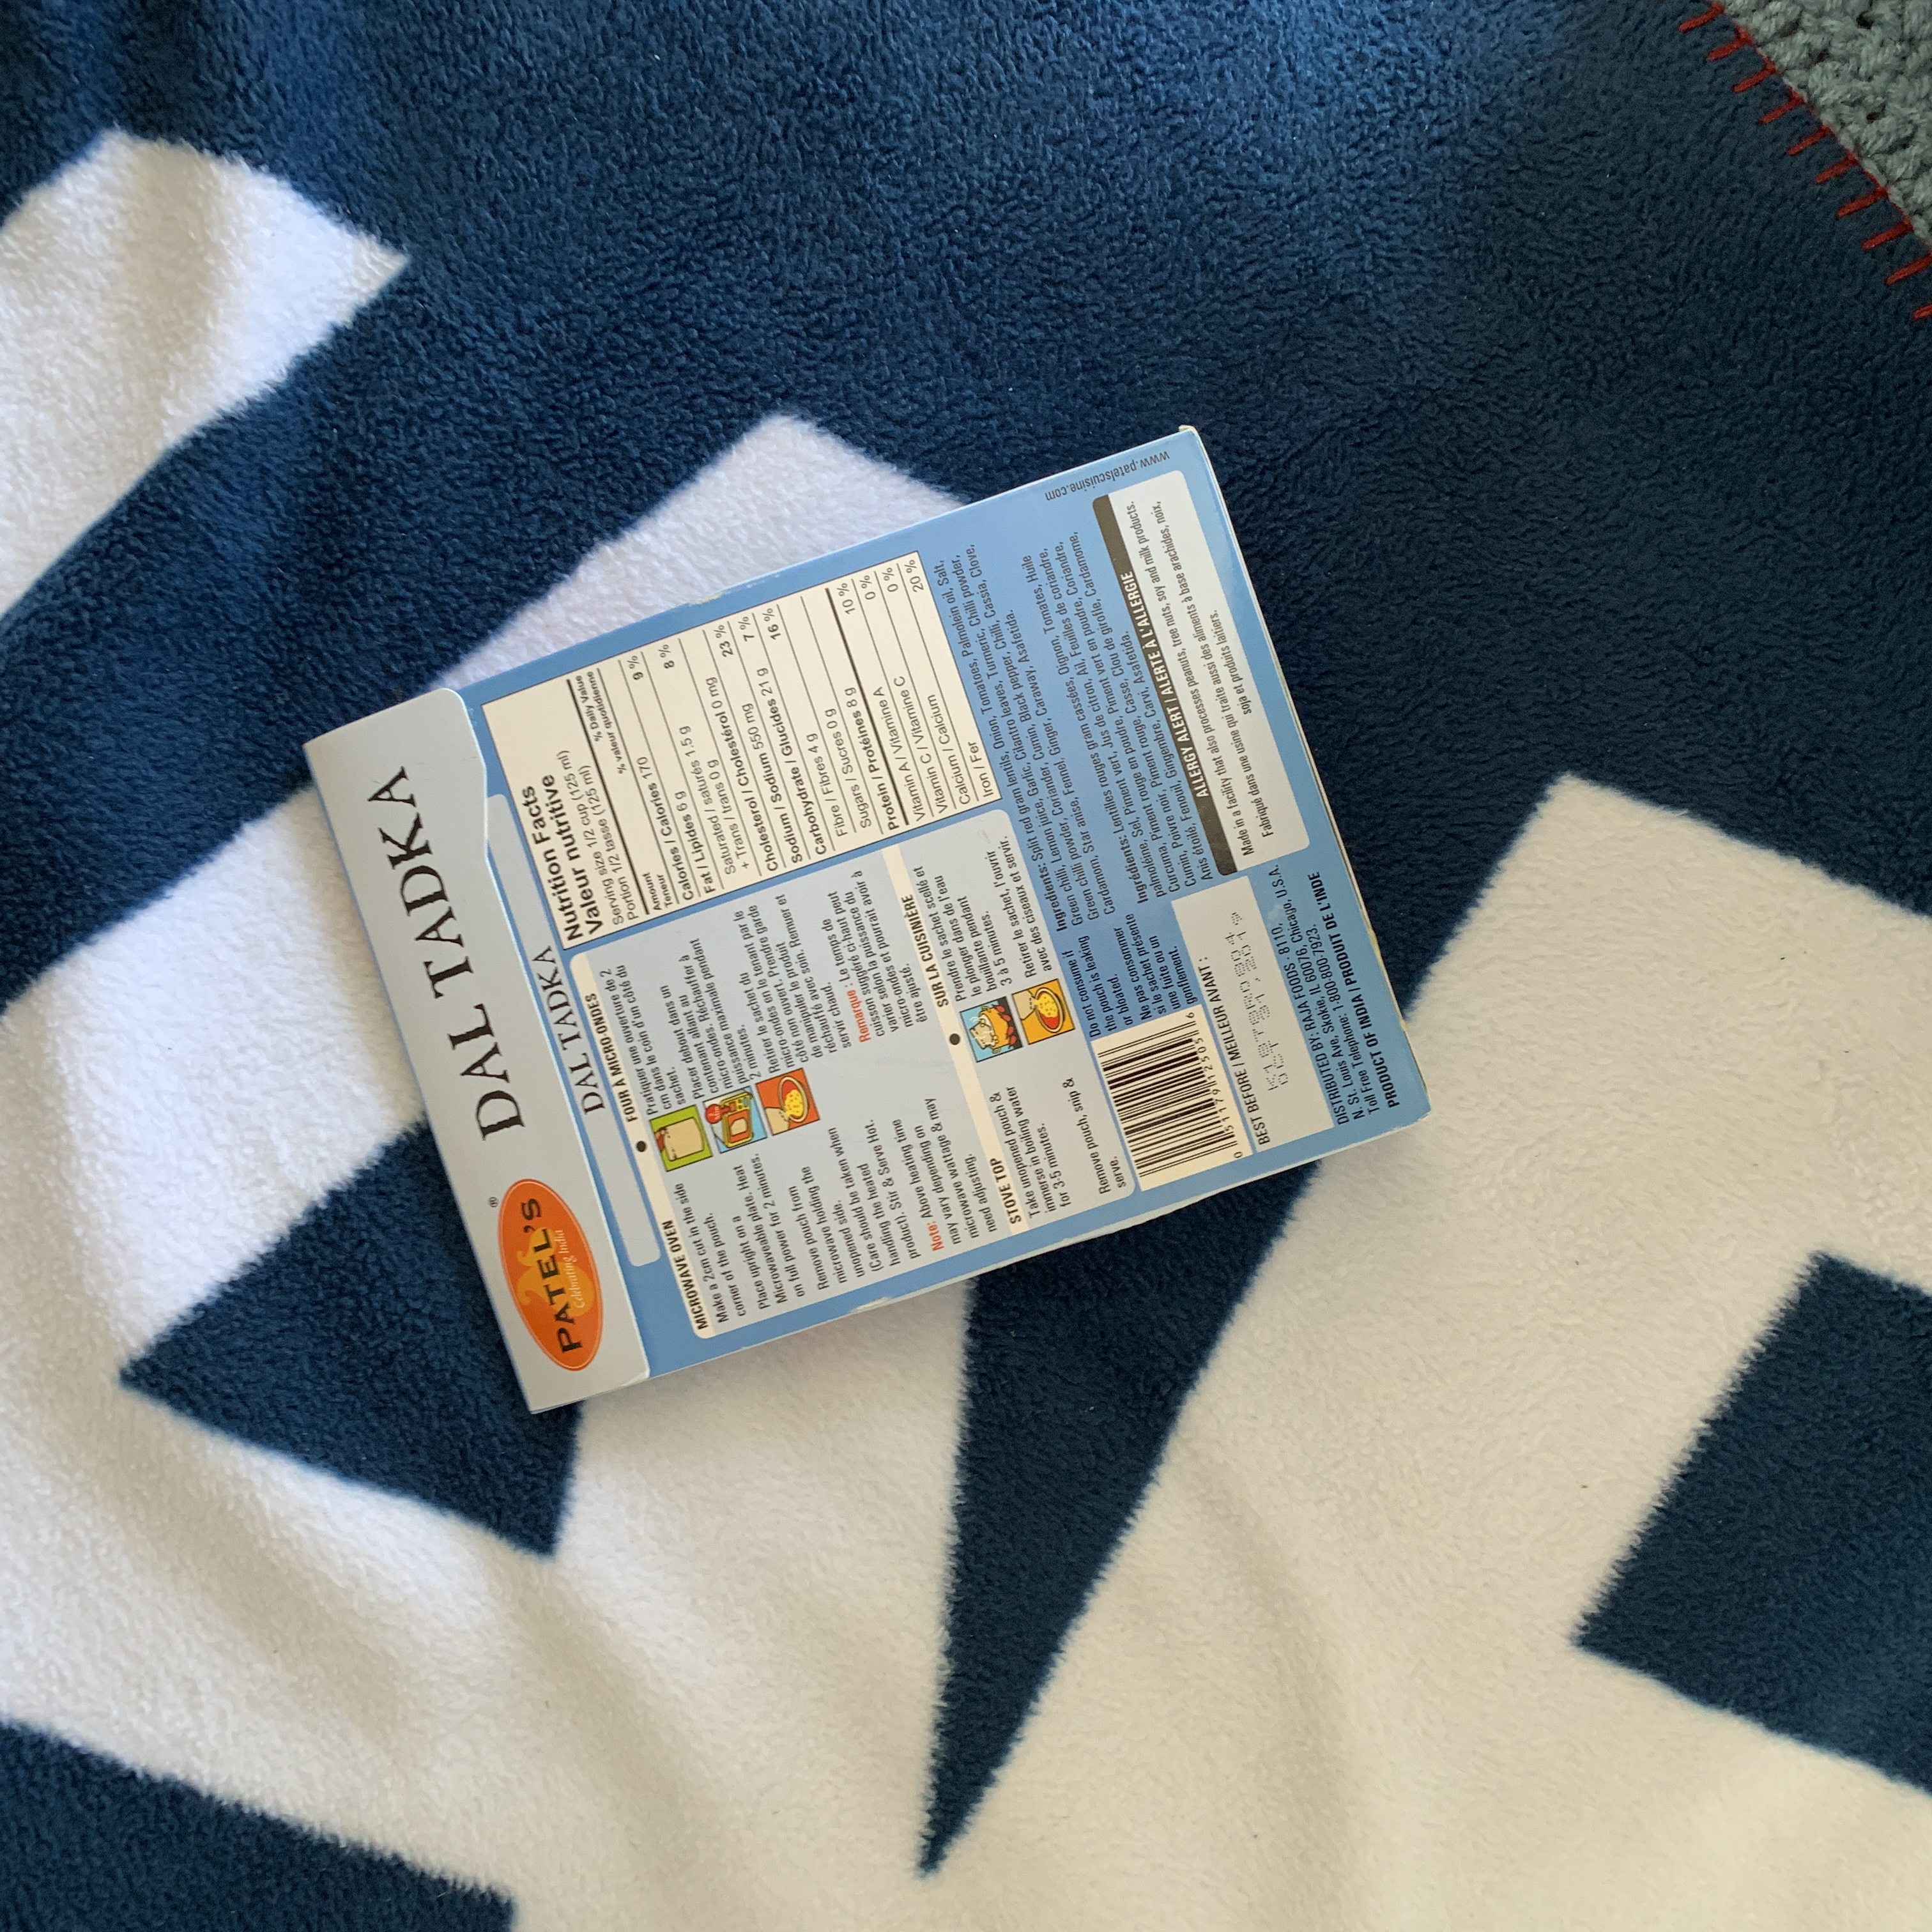 PATEL'S
®
Celebrating India
DAL TADKA
DAL TADKA
MICROWAVE OVEN
Make a 2cm cut in the side
corner of the pouch.
Place upright on a
Microwaveable plate. Heat
on full power for 2 minutes.
Remove pouch from
microwave holding the
unopened side.
(Care should be taken when
handling the heated
product). Stir & Serve Hot.
Note: Above heating time
may vary depending on
microwave wattage & may
need adjusting.
FOUR À MICRO-ONDES
Pratiquer une ouverture de 2
cm dans le coin d'un côté du
sachet.
Placer debout dans un
contenant allant au
micro-ondes. Réchauffer à
puissance maximale pendant
2 minutes.
Retirer le sachet du
micro-ondes en le tenant par le
côté non ouvert. Prendre garde
de manipuler le produit
réchauffé avec soin. Remuer et
servir chaud.
Remarque : Le temps de
cuisson suggéré ci-haut peut
varier selon la puissance du
micro-ondes et pourrait avoir à
être ajusté.
STOVE TOP
Take unopened pouch &
immerse in boiling water
for 3-5 minutes.
Remove pouch, snip &
serve.
SUR LA CUISINIÈRE
Prendre le sachet scellé et
le plonger dans de l'eau
bouillante pendant
3 à 5 minutes.
Retirer le sachet, l'ouvrir
avec des ciseaux et servir.
Nutrition Facts
Valeur nutritive
Serving size 1/2 cup (125 ml)
Portion 1/2 tasse (125 ml)
Amount % Daily Value
Teneur % valeur quotidienne
Calories / Calories 170
Fat / Lipides 6 g 9 %
Saturated / saturés 1.5 g 8 %
+ Trans / trans 0 g
Cholesterol / Cholestérol 0 mg
Sodium / Sodium 550 mg 23 %
Carbohydrate / Glucides 21 g 7 %
Fibre / Fibres 4 g 16 %
Sugars / Sucres 0 g
Protein / Protéines 8 g
Vitamin A / Vitamine A 10 %
Vitamin C / Vitamine C 0 %
Calcium / Calcium 0 %
Iron / Fer 20 %
Ingredients: Split red gram lentils, Onion, Tomatoes, Palmolein oil, Salt,
Green chilli, Lemon juice, Garlic, Cilantro leaves, Turmeric, Chilli powder,
Green chilli powder, Coriander, Cumin, Black pepper, Chilli, Cassia, Clove,
Cardamom, Star anise, Fennel, Ginger, Caraway, Asafetida.
Ingrédients: Lentilles rouges gram cassées, Oignon, Tomates, Huile
palmoléine, Sel, Piment vert, Jus de citron, Ail, Feuilles de coriandre,
Curcuma, Piment rouge en poudre, Piment vert en poudre, Coriandre,
Cumin, Poivre noir, Piment rouge, Casse, Clou de girofle, Cardamome,
Anis étoilé, Fenouil, Gingembre, Carvi, Asafetida.
ALLERGY ALERT / ALERTE À L'ALLERGIE
Made in a facility that also processes peanuts, tree nuts, soy and milk products.
Fabriqué dans une usine qui traite aussi des aliments à base arachides, noix,
soja et produits laitiers.
www.patelscuisine.com
Do not consume if
the pouch is leaking
or bloated.
Ne pas consommer
si le sachet présente
une fuite ou un
gonflement.
0 51179 12505 6
BEST BEFORE / MEILLEUR AVANT :
K1878R0804
OCT 31,2019
DISTRIBUTED BY: RAJA FOODS - 8110,
N. St. Louis Ave, Skokie, IL 60076, Chicago, U.S.A.
Toll Free Telephone: 1-800-800-7923.
PRODUCT OF INDIA / PRODUIT DE L'INDE